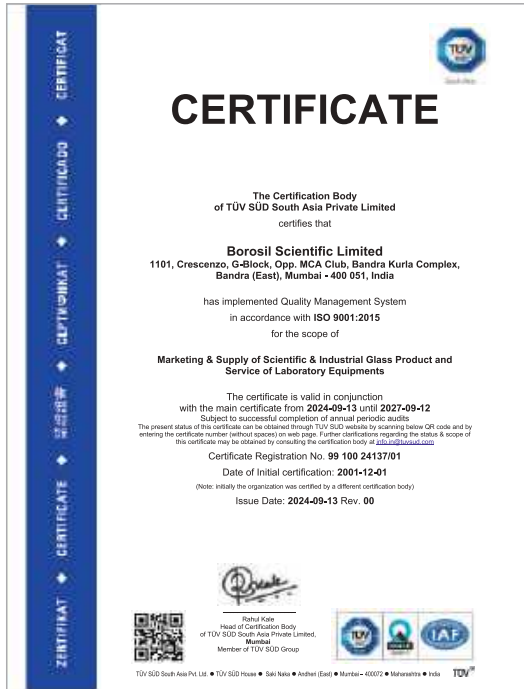 TÜV
SÜD
South Asia
CERTIFICATE
The Certification Body
of TÜV SÜD South Asia Private Limited
certifies that
Borosil Scientific Limited
1101, Crescenzo, G-Block, Opp. MCA Club, Bandra Kurla Complex,
Bandra (East), Mumbai - 400 051, India
has implemented Quality Management System
in accordance with ISO 9001:2015
for the scope of
Marketing & Supply of Scientific & Industrial Glass Product and
Service of Laboratory Equipments
The certificate is valid in conjunction
with the main certificate from 2024-09-13 until 2027-09-12
Subject to successful completion of annual periodic audits
The present status of this certificate can be obtained through TUV SUD website by scanning below QR code and by
entering the certificate number (without spaces) on web page. Further clarifications regarding the status & scope of
this certificate may be obtained by consulting the certification body at info.in@tuvsud.com
Certificate Registration No. 99 100 24137/01
Date of Initial certification: 2001-12-01
(Note: initially the organization was certified by a different certification body)
Issue Date: 2024-09-13 Rev. 00
Rahul Kale
Head of Certification Body
of TÜV SÜD South Asia Private Limited,
Mumbai
Member of TÜV SÜD Group
TÜV
IAF
TÜV SÜD South Asia Pvt. Ltd. ● TÜV SÜD House ● Saki Naka ● Andheri (East) ● Mumbai – 400072 ● Maharashtra ● India TÜV®
ZERTIFIKAT ◆ CERTIFICATE ◆ ◆ СЕРТИФИКАТ ◆ CERTIFICADO ◆ CERTIFICAT